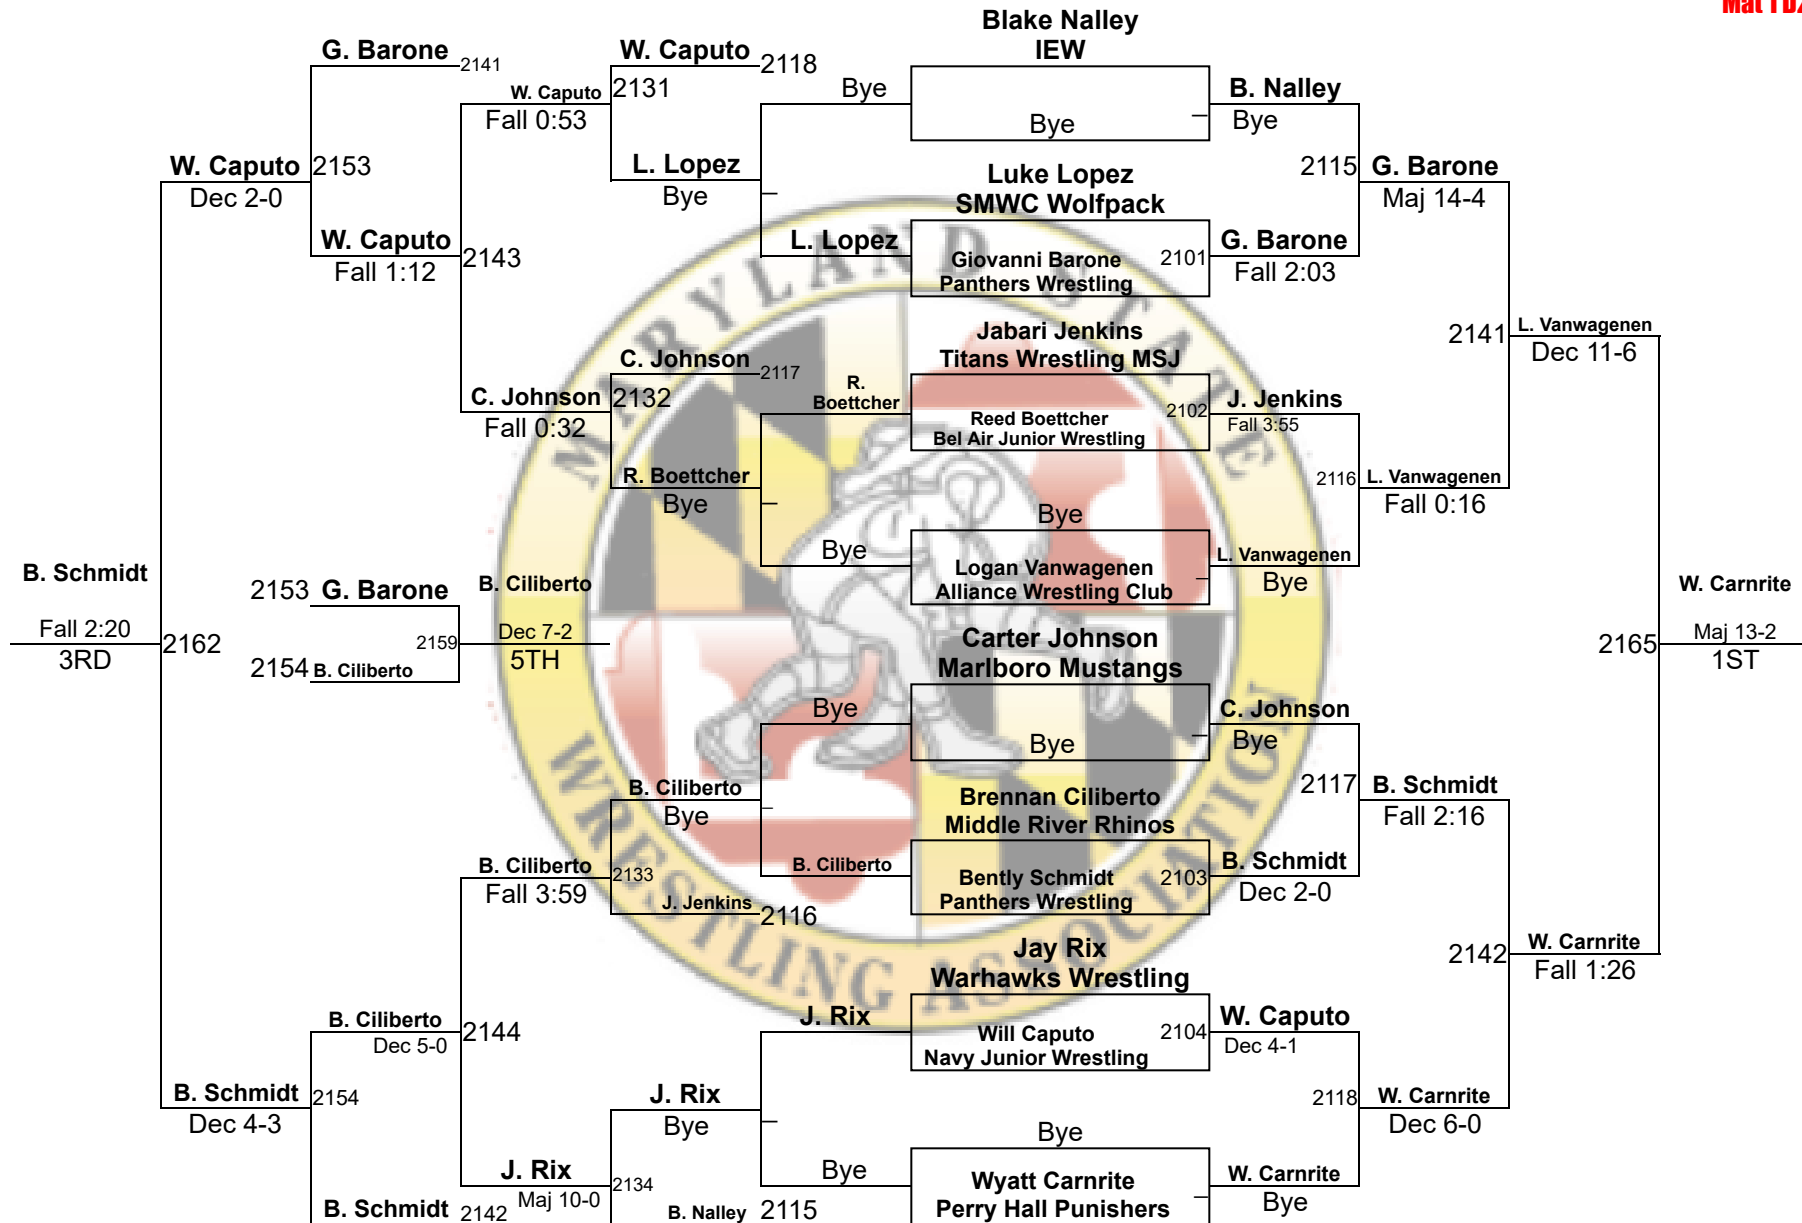 Blake Nalley
IEW
G. Barone 2141
W. Caputo 2118
W. Caputo 2131
Fall 0:53
Bye
Bye
B. Nalley
Bye
W. Caputo 2153
Dec 2-0
L. Lopez
Bye
Luke Lopez
SMWC Wolfpack
2115 G. Barone
Maj 14-4
W. Caputo 2143
Fall 1:12
L. Lopez
Giovanni Barone 2101
Panthers Wrestling
G. Barone
Fall 2:03
Jabari Jenkins
Titans Wrestling MSJ
2141 L. Vanwagenen
Dec 11-6
C. Johnson 2117
C. Johnson 2132
Fall 0:32
R.
Boettcher
Reed Boettcher 2102
Bel Air Junior Wrestling
J. Jenkins
Fall 3:55
R. Boettcher
Bye
2116 L. Vanwagenen
Fall 0:16
Bye
Bye
Logan Vanwagenen
Alliance Wrestling Club
L. Vanwagenen
Bye
B. Schmidt
Fall 2:20
3RD
2162
2153 G. Barone
2154 B. Ciliberto
2159
B. Ciliberto
Dec 7-2
5TH
Carter Johnson
Marlboro Mustangs
2165
W. Carnrite
Maj 13-2
1ST
Bye
Bye
C. Johnson
Bye
B. Ciliberto
Bye
Brennan Ciliberto
Middle River Rhinos
2117 B. Schmidt
Fall 2:16
B. Ciliberto 2133
Fall 3:59
B. Ciliberto
Bently Schmidt 2103
Panthers Wrestling
B. Schmidt
Dec 2-0
J. Jenkins 2116
Jay Rix
Warhawks Wrestling
2142 W. Carnrite
Fall 1:26
B. Ciliberto 2144
Dec 5-0
J. Rix
Will Caputo 2104
Navy Junior Wrestling
W. Caputo
Dec 4-1
B. Schmidt 2154
Dec 4-3
J. Rix
Bye
2118 W. Carnrite
Dec 6-0
Bye
J. Rix 2134
Maj 10-0
Bye
Wyatt Carnrite
Perry Hall Punishers
W. Carnrite
Bye
B. Schmidt 2142
B. Nalley 2115
MARYLAND STATE
WRESTLING ASSOCIATION